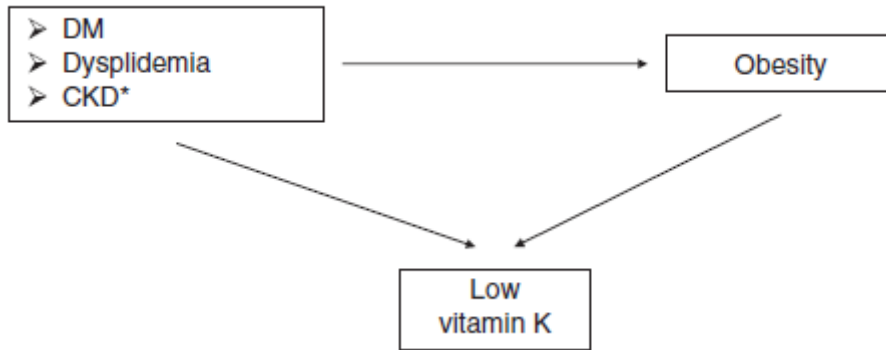 ➢ DM
➢ Dysplidemia
➢ CKD*
Obesity
Low
vitamin K